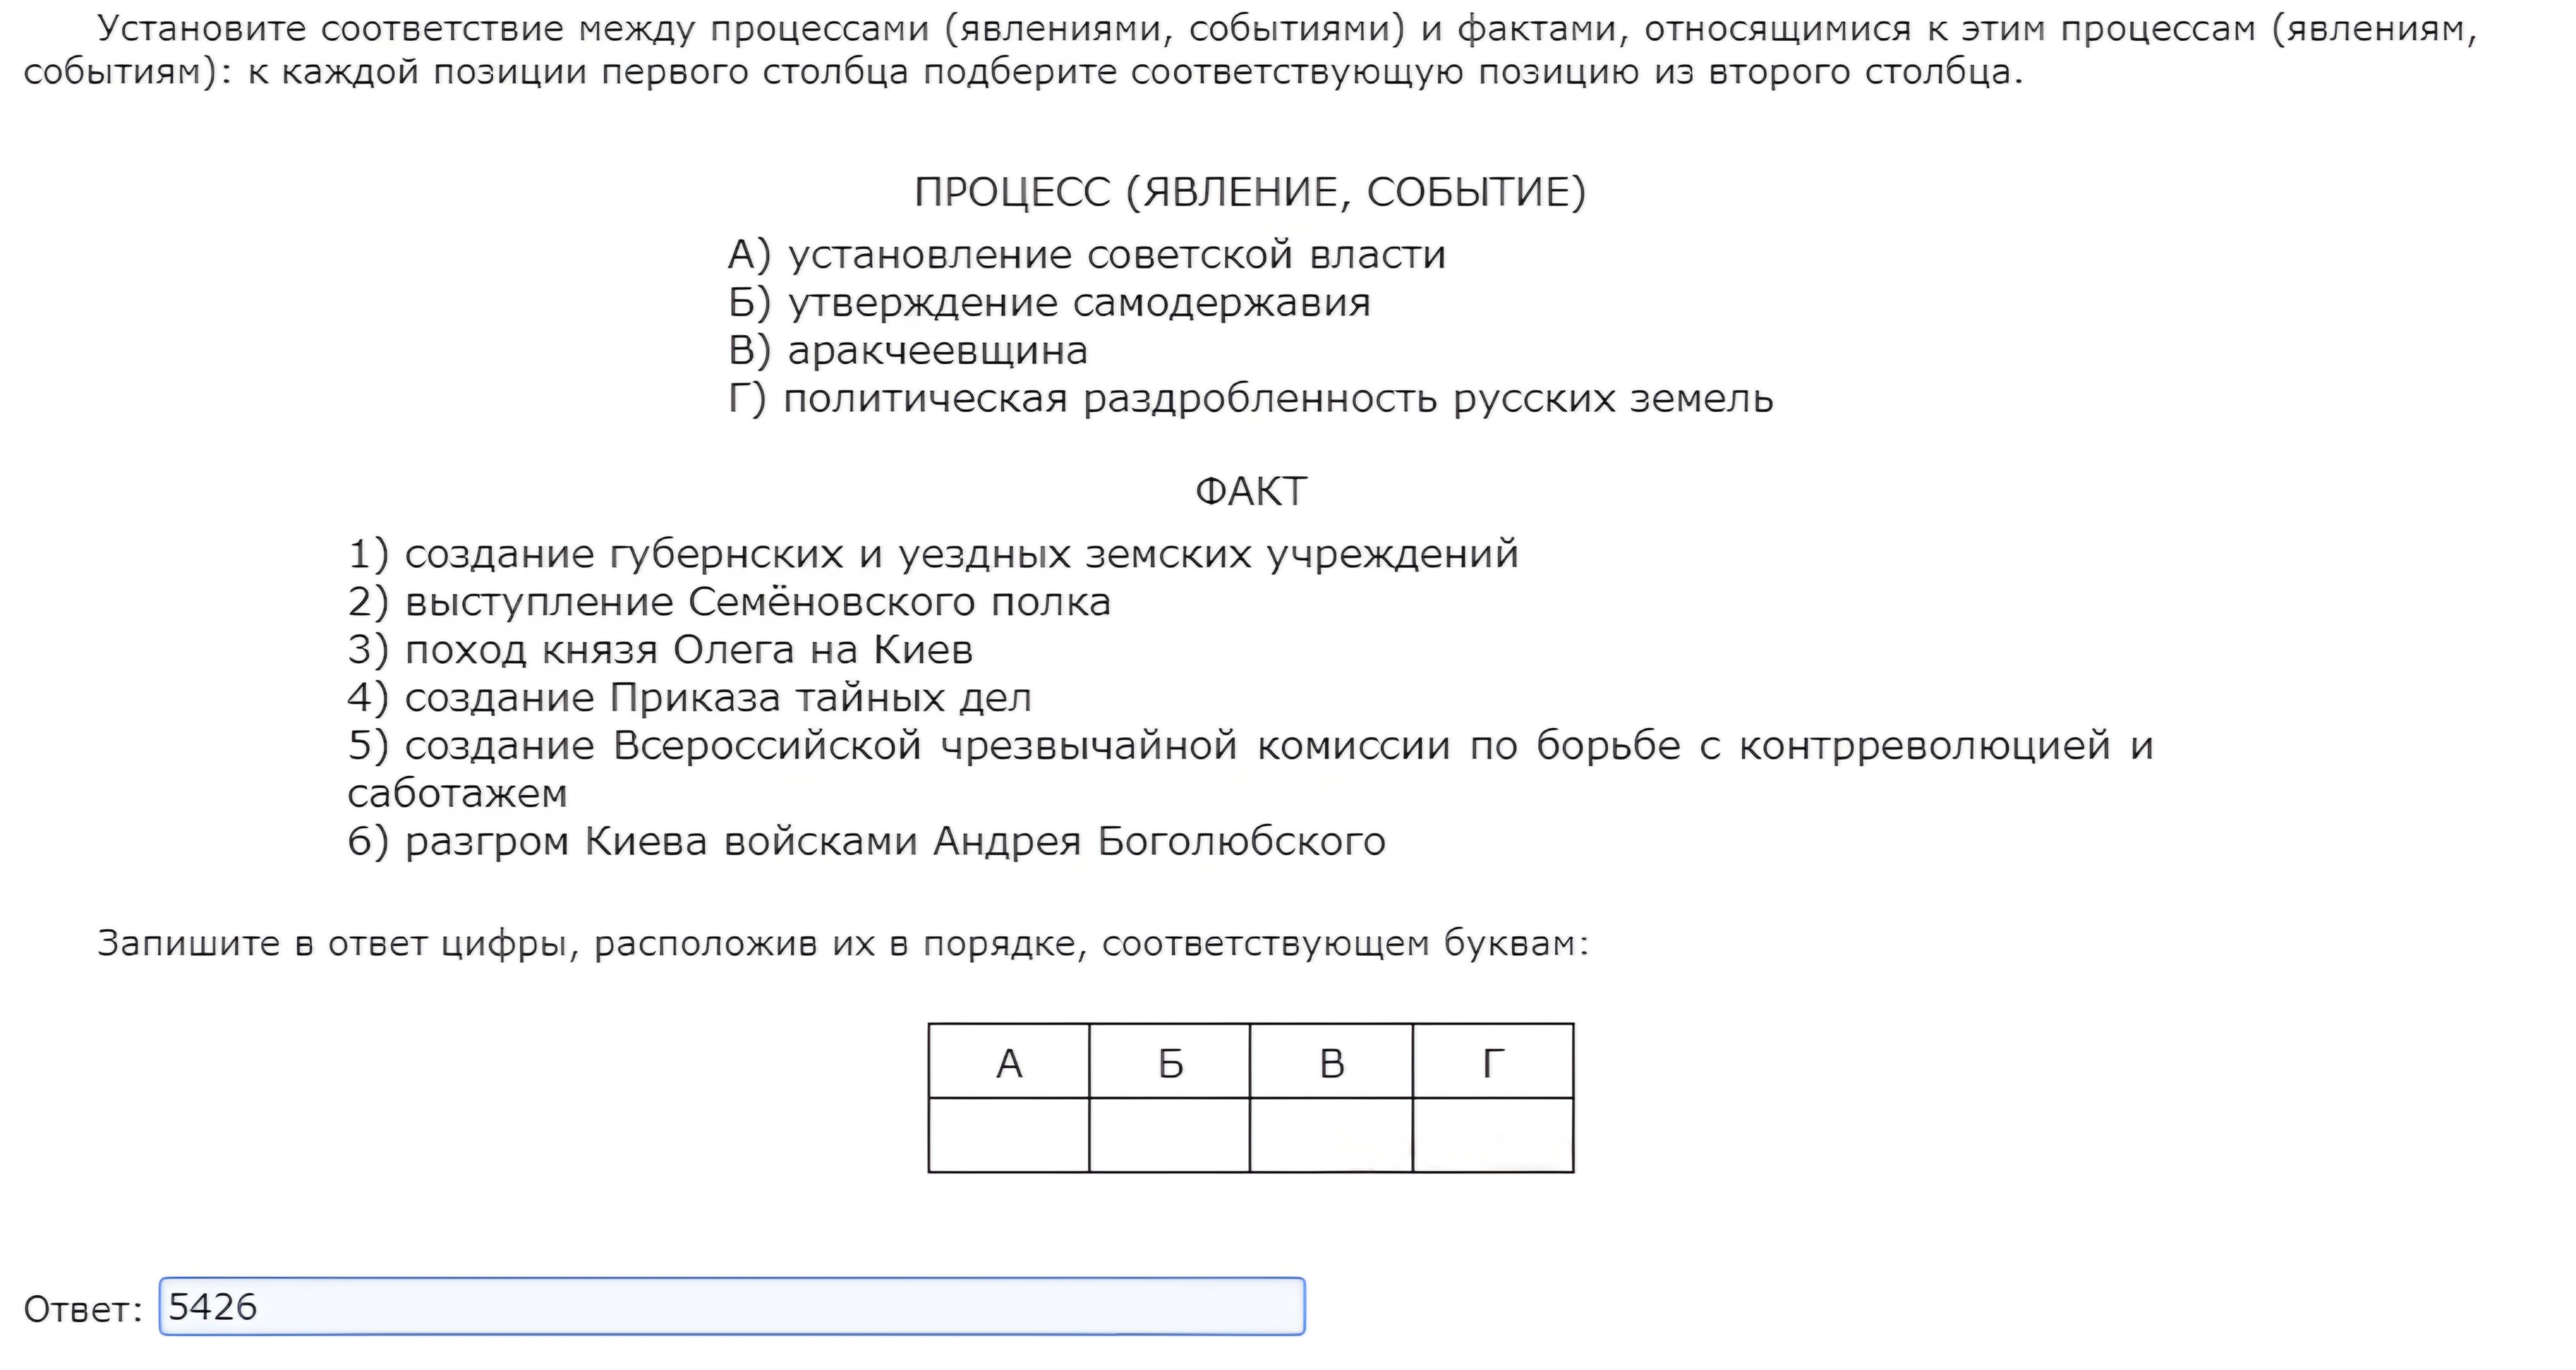 Установите соответствие между процессами (явлениями, событиями) и фактами, относящимися к этим процессам (явлениям,
событиям): к каждой позиции первого столбца подберите соответствующую позицию из второго столбца.
ПРОЦЕСС (ЯВЛЕНИЕ, СОБЫТИЕ)
А) установление советской власти
Б) утверждение самодержавия
В) аракчеевщина
Г) политическая раздробленность русских земель
ФАКТ
1) создание губернских и уездных земских учреждений
2) выступление Семёновского полка
3) поход князя Олега на Киев
4) создание Приказа тайных дел
5) создание Всероссийской чрезвычайной комиссии по борьбе с контрреволюцией и
саботажем
6) разгром Киева войсками Андрея Боголюбского
Запишите в ответ цифры, расположив их в порядке, соответствующем буквам:
А Б В Г
Ответ: 5426